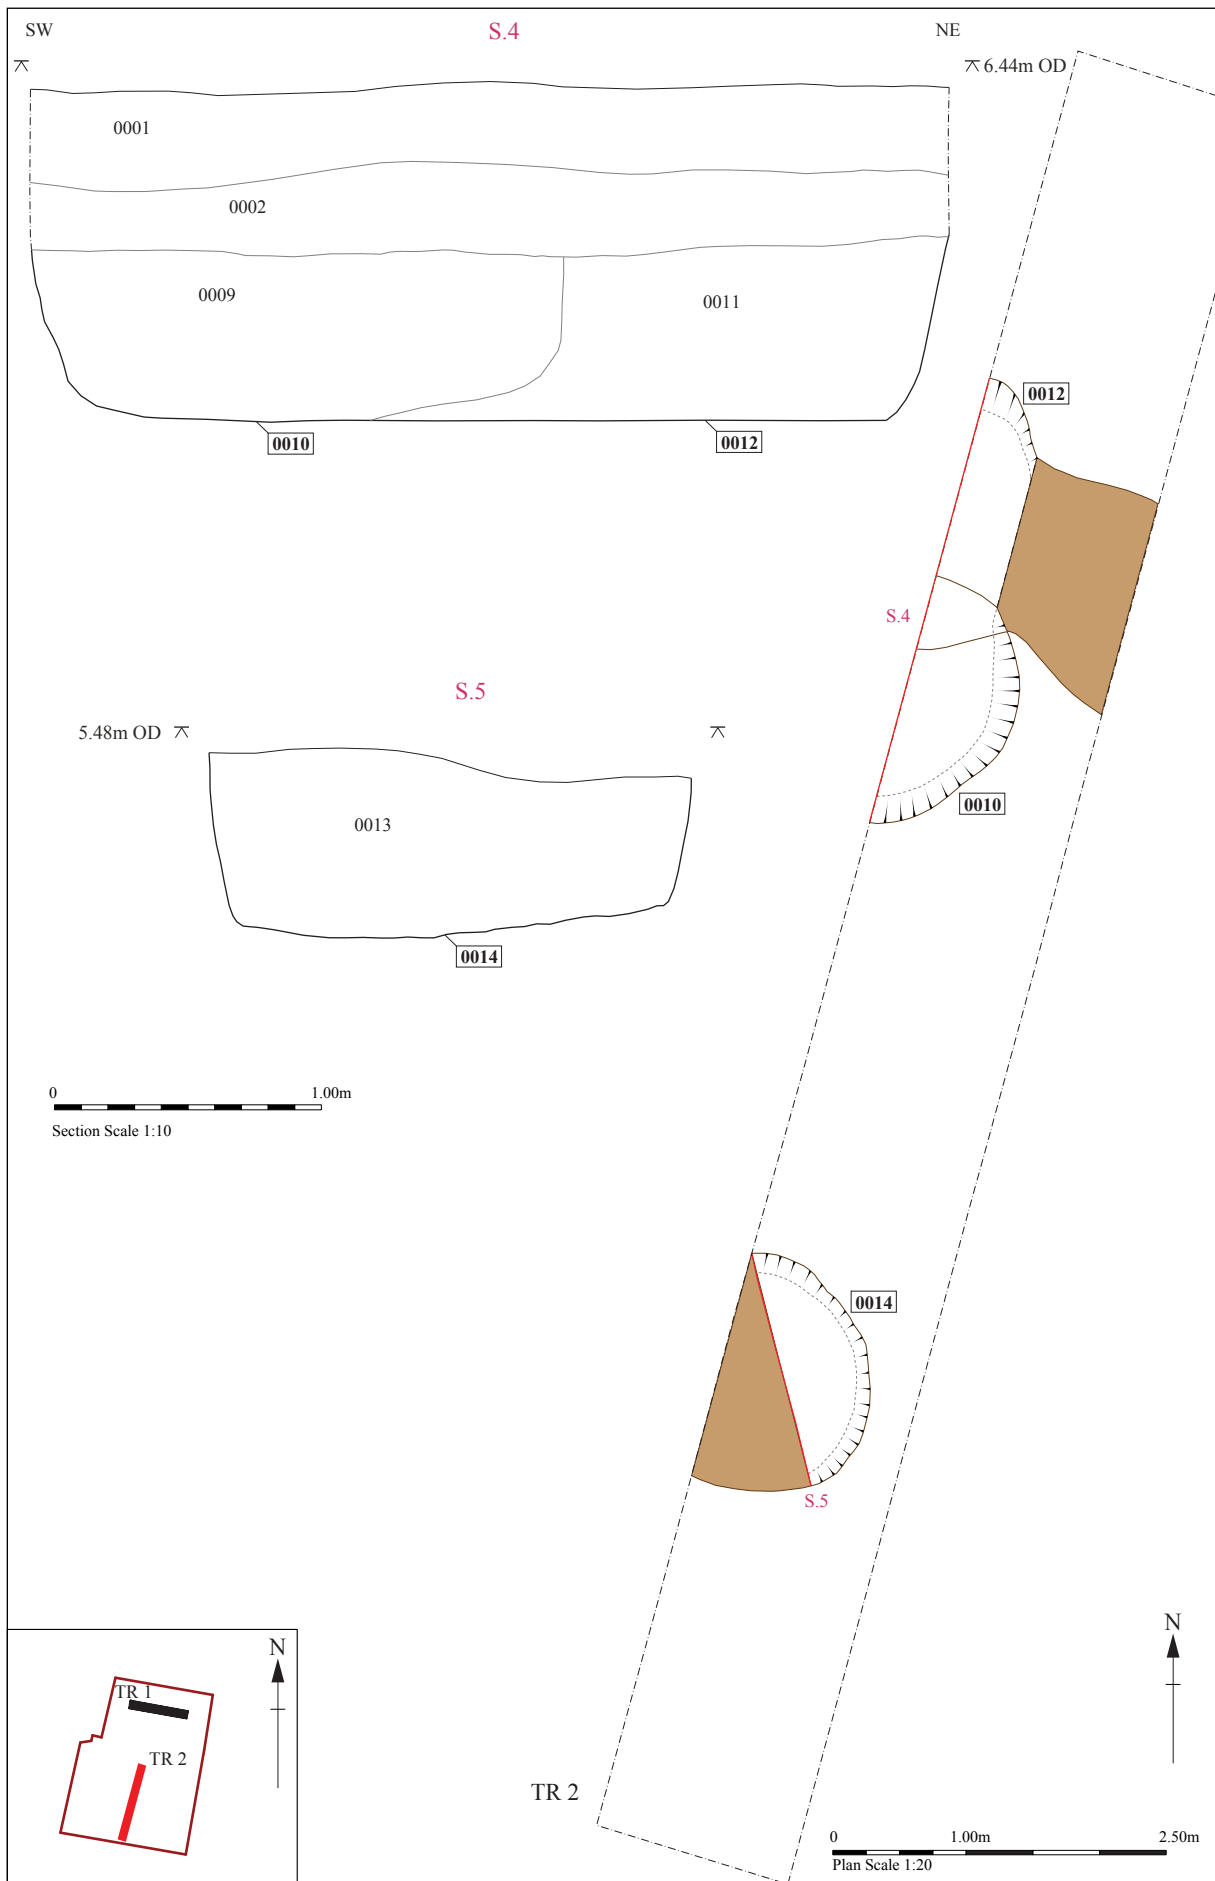 SW S.4 NE
6.44m OD
0001
0002
0009 0011
0010 0012
0012
S.4
0010
S.5
5.48m OD
0013
0014
0 1.00m
Section Scale 1:10
0014
S.5
N
TR 1
TR 2
TR 2
N
0 1.00m 2.50m
Plan Scale 1:20